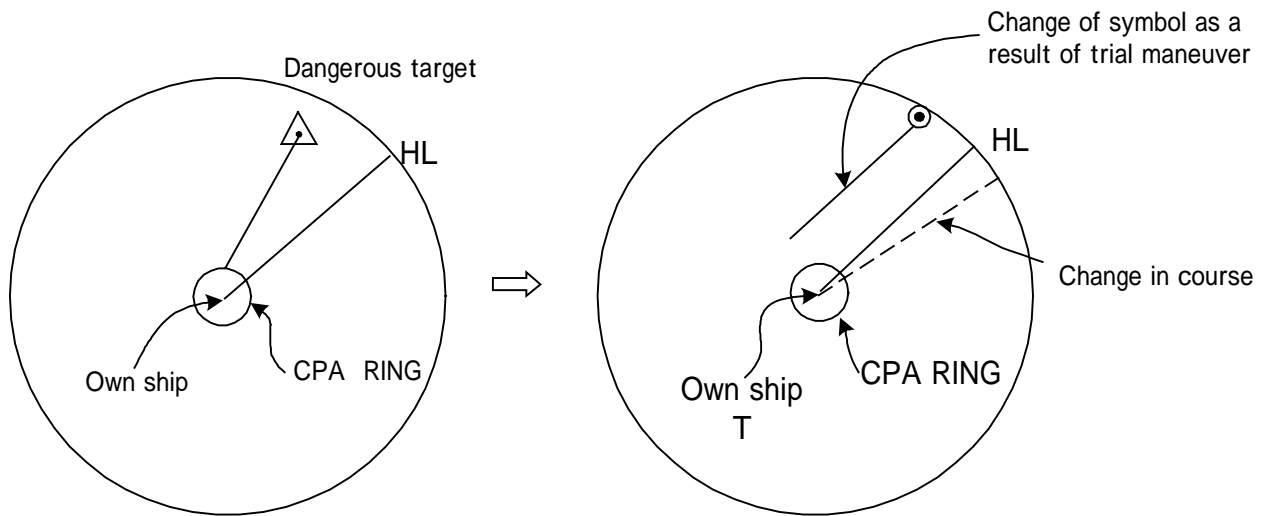 Dangerous target
HL
Own ship
CPA RING
Change of symbol as a
result of trial maneuver
HL
Change in course
CPA RING
Own ship
T